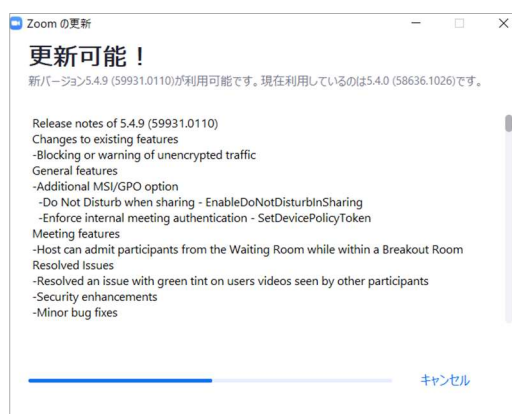 Zoom の更新
更新可能！
新バージョン5.4.9 (59931.0110)が利用可能です。現在利用しているのは5.4.0 (58636.1026)です。
Release notes of 5.4.9 (59931.0110)
Changes to existing features
-Blocking or warning of unencrypted traffic
General features
-Additional MSI/GPO option
-Do Not Disturb when sharing - EnableDoNotDisturbInSharing
-Enforce internal meeting authentication - SetDevicePolicyToken
Meeting features
-Host can admit participants from the Waiting Room while within a Breakout Room
Resolved Issues
-Resolved an issue with green tint on users videos seen by other participants
-Security enhancements
-Minor bug fixes
キャンセル